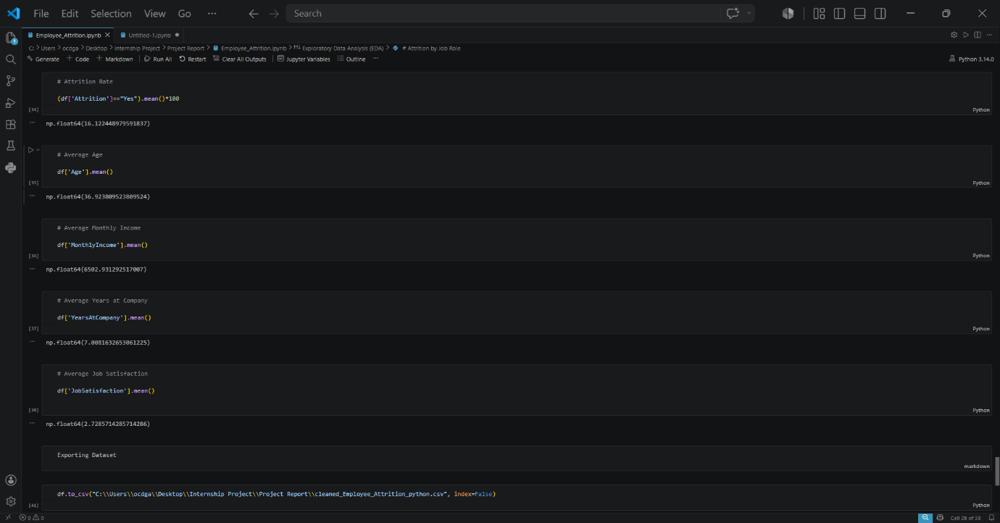 File Edit Selection View Go ··· Search
Employee_Attrition.ipynb Untitled-1.ipynb
C: > Users > ocdga > Desktop > Internship Project > Project Report > Employee_Attrition.ipynb > M↓ Exploratory Data Analysis (EDA) > # Attrition by Job Role
Generate + Code + Markdown Run All Restart Clear All Outputs Jupyter Variables Outline ··· Python 3.14.0
# Attrition Rate
(df['Attrition']=="Yes").mean()*100
[34] Python
··· np.float64(16.122448979591837)
# Average Age
df['Age'].mean()
[35] Python
··· np.float64(36.923809523809524)
# Average Monthly Income
df['MonthlyIncome'].mean()
[36] Python
··· np.float64(6502.931292517007)
# Average Years at Company
df['YearsAtCompany'].mean()
[37] Python
··· np.float64(7.0081632653061225)
# Average Job Satisfaction
df['JobSatisfaction'].mean()
[38] Python
··· np.float64(2.7285714285714286)
Exporting Dataset
markdown
df.to_csv("C:\\Users\\ocdga\\Desktop\\Internship Project\\Project Report\\cleaned_Employee_Attrition_python.csv", index=False)
[41] Python
0 0 Cell 26 of 38
1